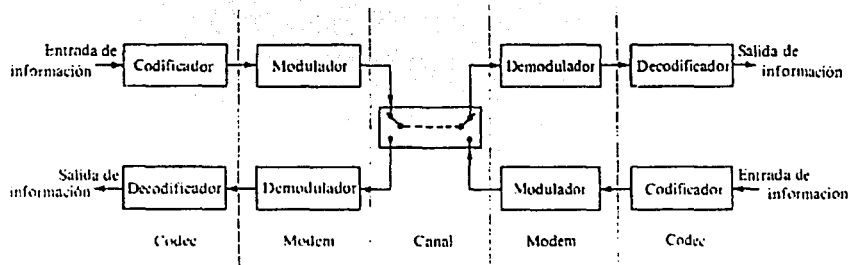 Entrada de
información
Codificador
Modulador
Demodulador
Decodificador
Salida de
información
Salida de
información
Decodificador
Demodulador
Modulador
Codificador
Entrada de
informacion
Codec
Modem
Canal
Modem
Codec